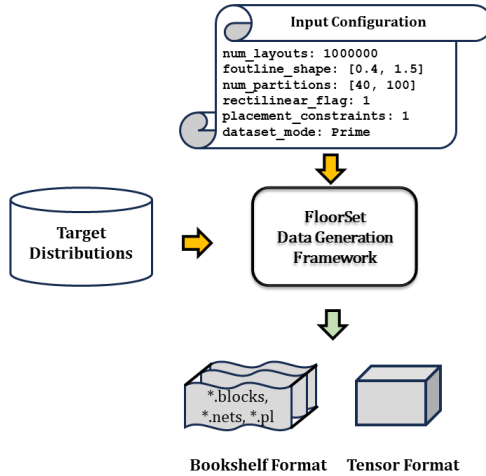 Input Configuration
num_layouts: 1000000
foutline_shape: [0.4, 1.5]
num_partitions: [40, 100]
rectilinear_flag: 1
placement_constraints: 1
dataset_mode: Prime
Target
Distributions
FloorSet
Data Generation
Framework
*.blocks,
*.nets, *.pl
Bookshelf Format
Tensor Format